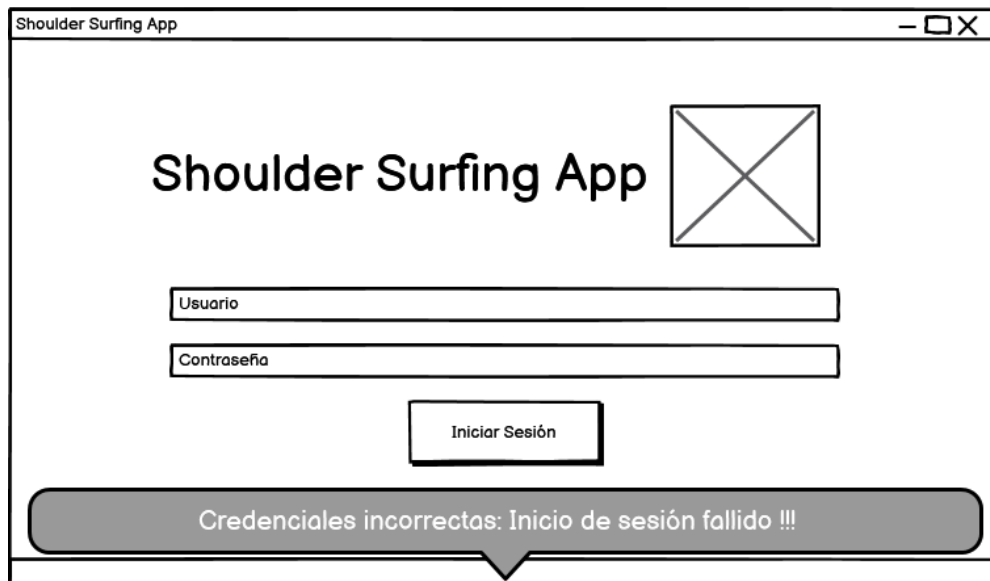 Shoulder Surfing App
Shoulder Surfing App
Usuario
Contraseña
Iniciar Sesión
Credenciales incorrectas: Inicio de sesión fallido !!!